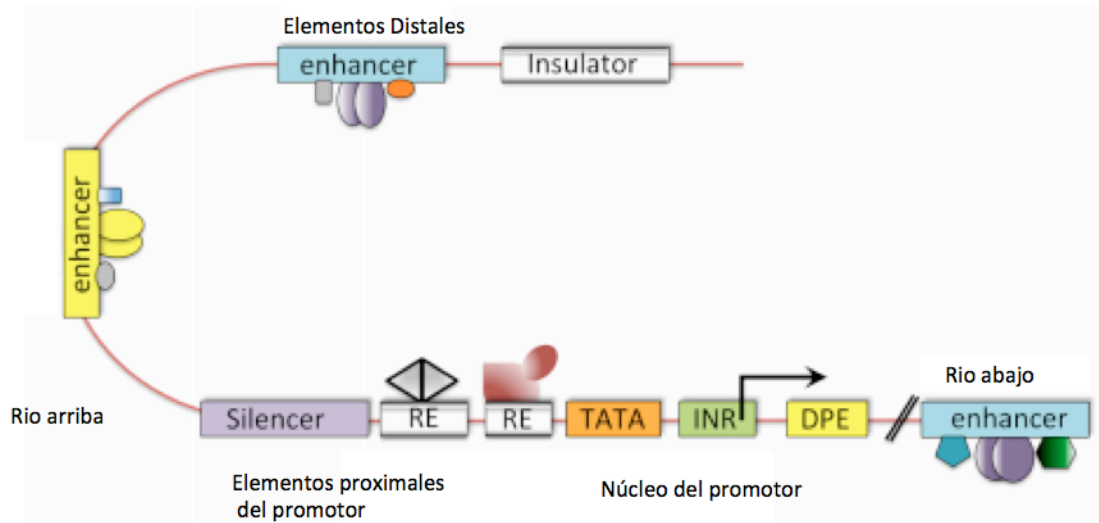 Elementos Distales
enhancer
Insulator
enhancer
Rio arriba
Silencer
RE
RE
TATA
INR
DPE
Rio abajo
enhancer
Elementos proximales
del promotor
Núcleo del promotor